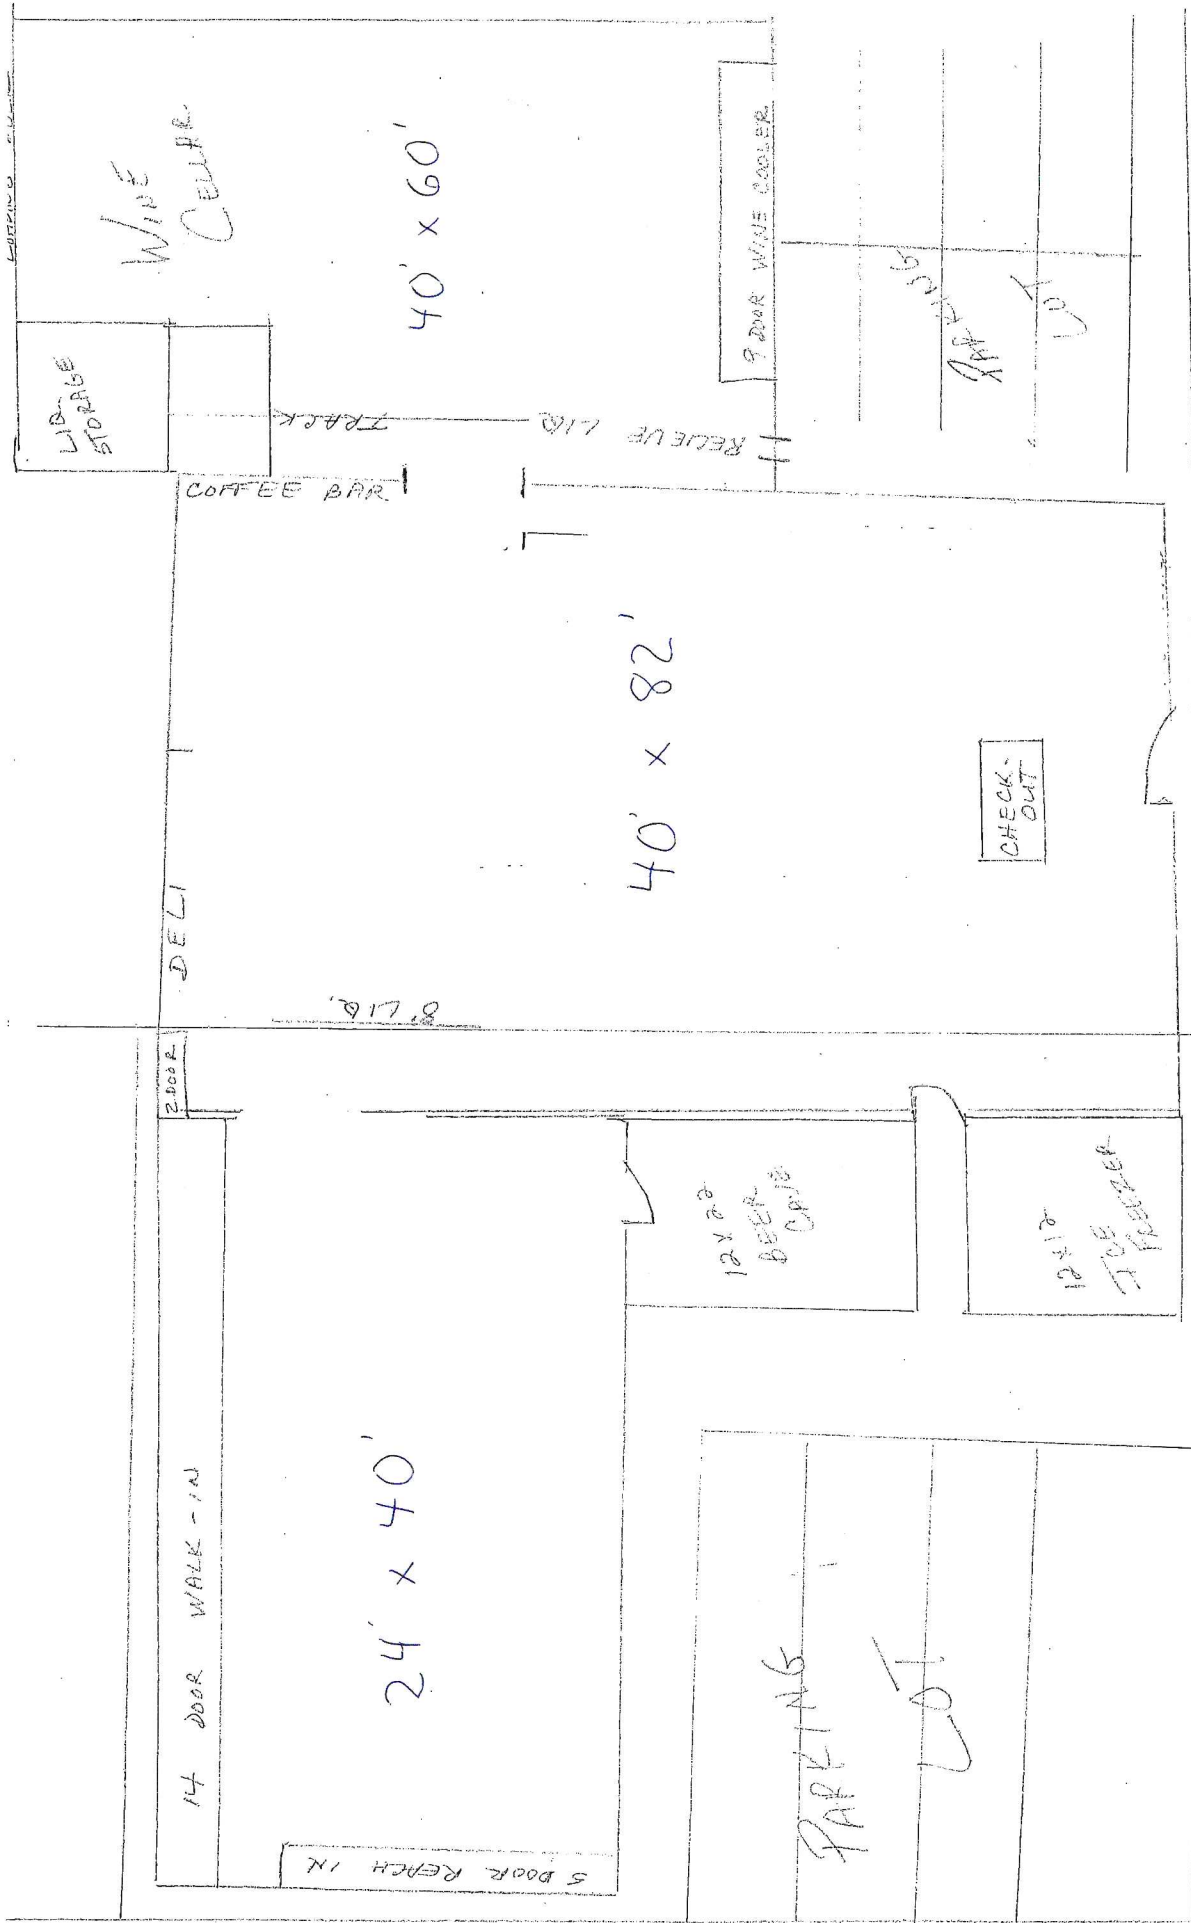 LIQ.
STORAGE
WINE
CELLAR.
40' x 60'
9 DOOR WINE COOLER
TRACK
LIQ
RELIEVE
COFFEE BAR
PARKING
LOT
DELI
8' LIQ.
40' x 82'
CHECK-
OUT
2 DOOR
14 DOOR WALK-IN
24' x 40'
5 DOOR REACH IN
12 x 22
BEER
CAVE
12 x 12
ICE
FREEZER
PARKING
LOT